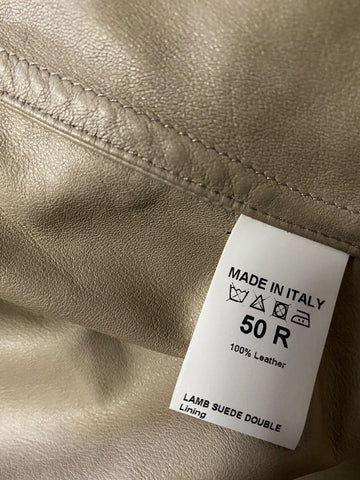 MADE IN ITALY
50 R
100% Leather
LAMB SUEDE DOUBLE
Lining